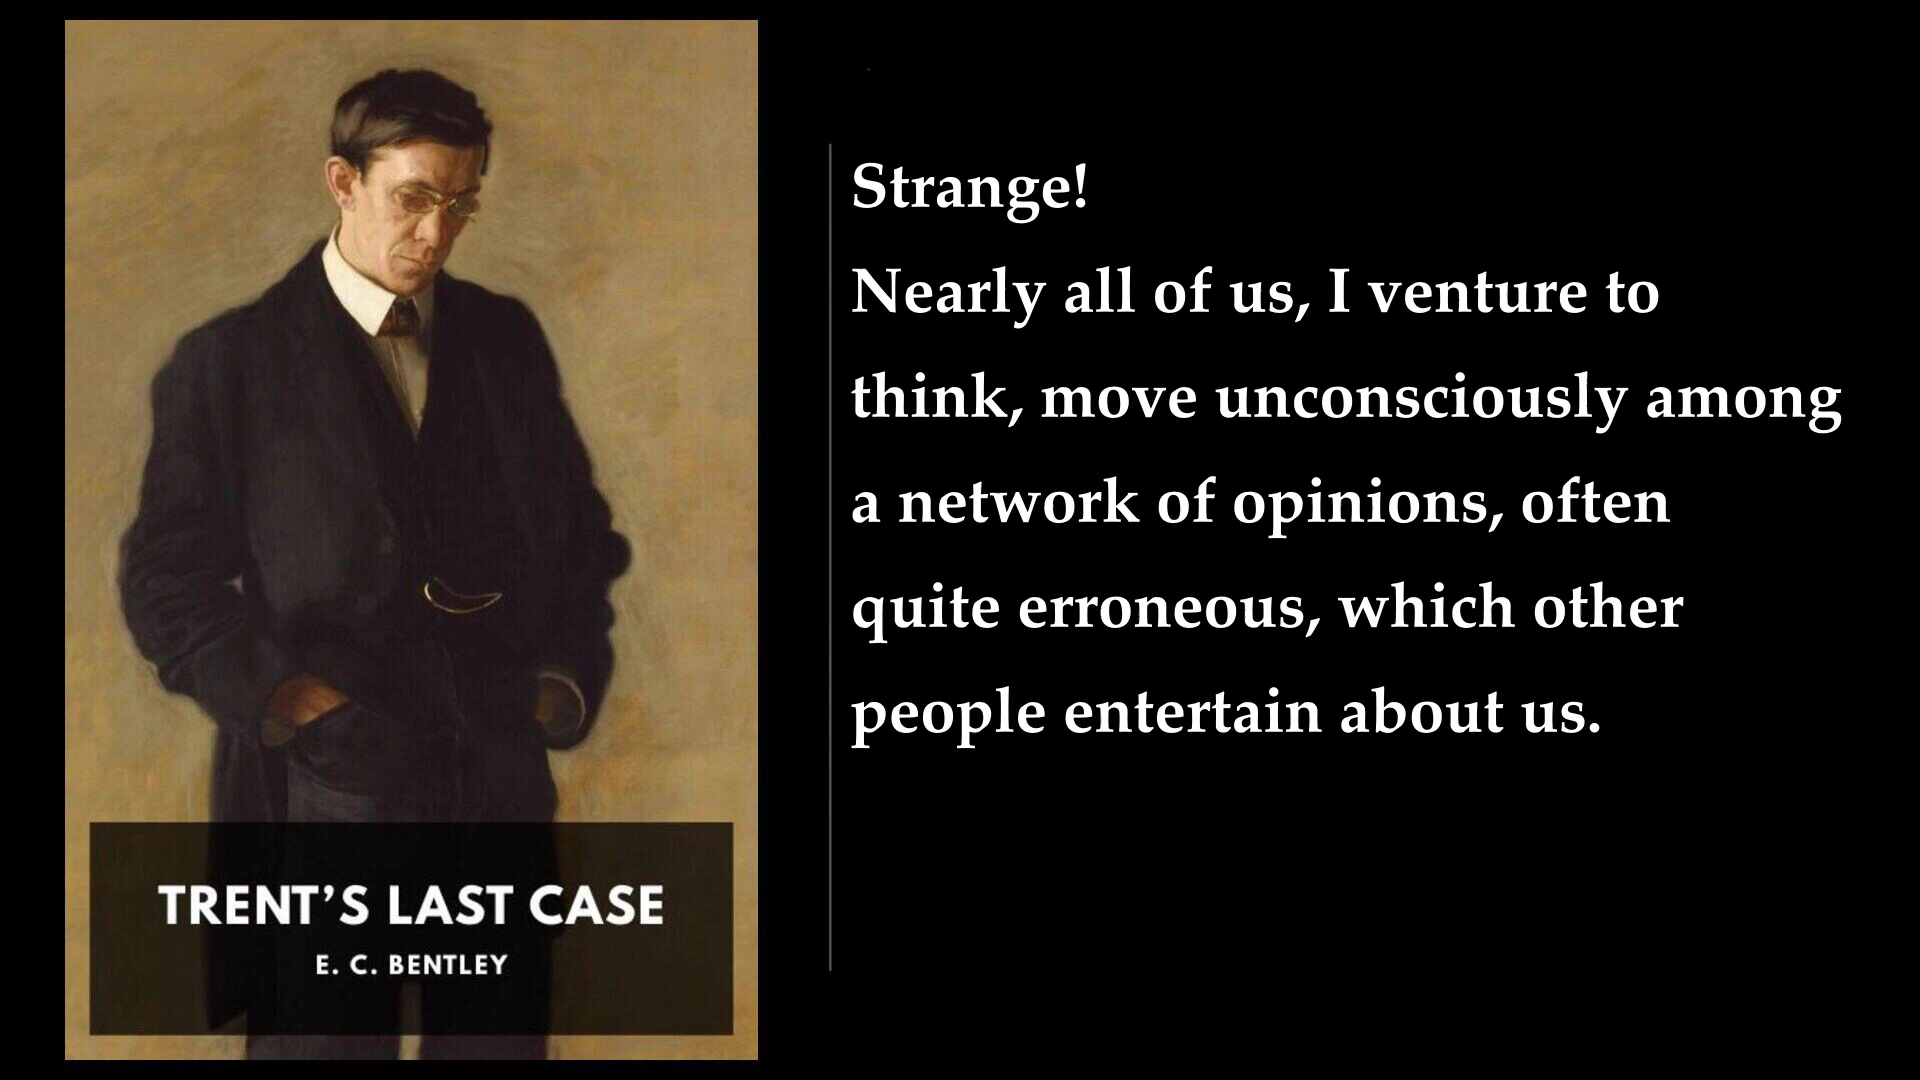 TRENT’S LAST CASE
E. C. BENTLEY
Strange!
Nearly all of us, I venture to
think, move unconsciously among
a network of opinions, often
quite erroneous, which other
people entertain about us.